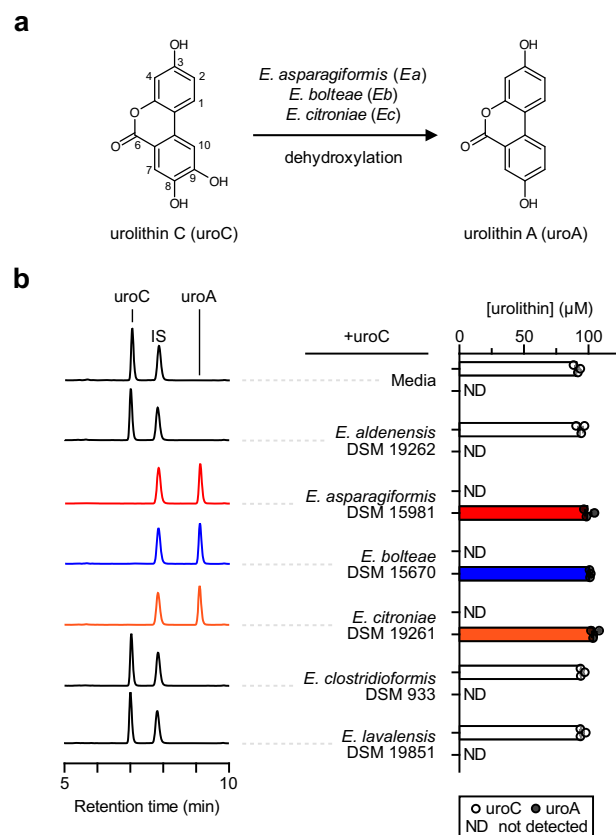 a
OH
3
4
2
1
O
O
6
10
7
9
8
OH
OH
urolithin C (uroC)
E. asparagiformis (Ea)
E. bolteae (Eb)
E. citroniae (Ec)
dehydroxylation
OH
O
O
OH
urolithin A (uroA)
b
uroC
uroA
IS
+uroC
[urolithin] (µM)
0
50
100
Media
ND
E. aldenensis
DSM 19262
ND
E. asparagiformis
DSM 15981
ND
E. bolteae
DSM 15670
ND
E. citroniae
DSM 19261
ND
E. clostridioformis
DSM 933
ND
E. lavalensis
DSM 19851
ND
5
10
Retention time (min)
uroC
uroA
ND not detected